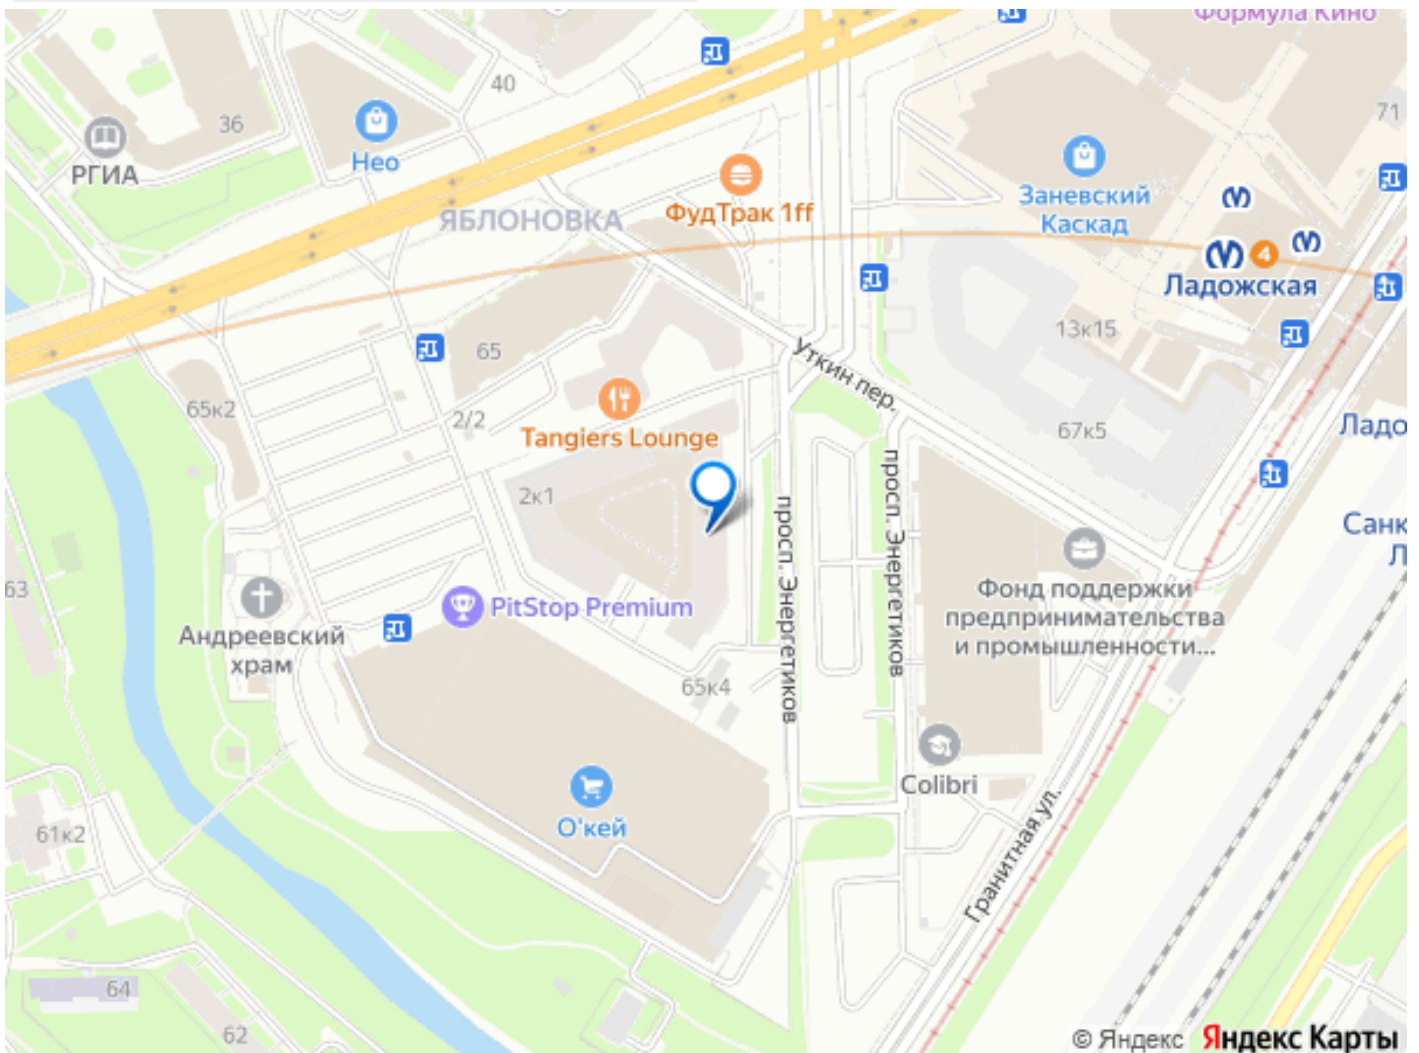 Формула Кино
40
36
71
РГИА
Нео
ЯБЛОНОВКА
ФудТрак 1ff
Заневский
Каскад
4
Ладожская
13к15
65
Уткин пер.
65к2
2/2
Tangiers Lounge
67к5
Ладо
2к1
просп. Энергетиков
просп. Энергетиков
Санк
Л
Фонд поддержки
предпринимательства
и промышленности...
63
PitStop Premium
Андреевский
храм
65к4
Colibri
О'кей
61к2
Гранитная ул.
64
62
© Яндекс Яндекс Карты